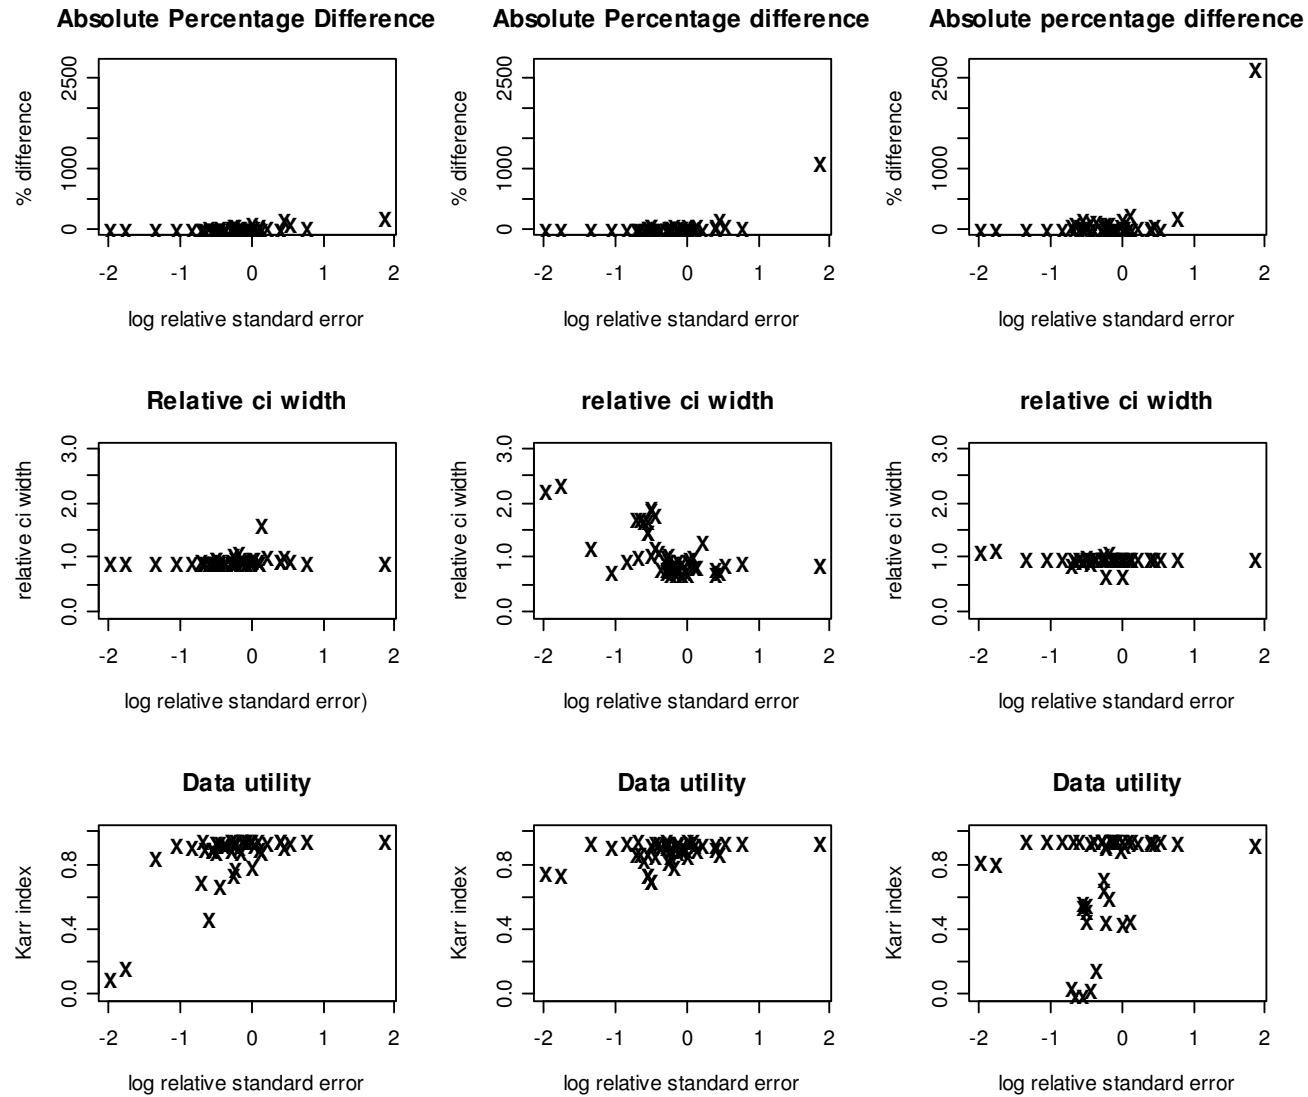 Absolute Percentage Difference
% difference
2500
1000
0
-2 -1 0 1 2
log relative standard error
Absolute Percentage difference
% difference
2500
1000
0
-2 -1 0 1 2
log relative standard error
Absolute percentage difference
% difference
2500
1000
0
-2 -1 0 1 2
log relative standard error
Relative ci width
relative ci width
3.0
2.0
1.0
0.0
-2 -1 0 1 2
log relative standard error)
relative ci width
relative ci width
3.0
2.0
1.0
0.0
-2 -1 0 1 2
log relative standard error
relative ci width
relative ci width
3.0
2.0
1.0
0.0
-2 -1 0 1 2
log relative standard error
Data utility
Karr index
0.8
0.4
0.0
-2 -1 0 1 2
log relative standard error
Data utility
Karr index
0.8
0.4
0.0
-2 -1 0 1 2
log relative standard error
Data utility
Karr index
0.8
0.4
0.0
-2 -1 0 1 2
log relative standard error